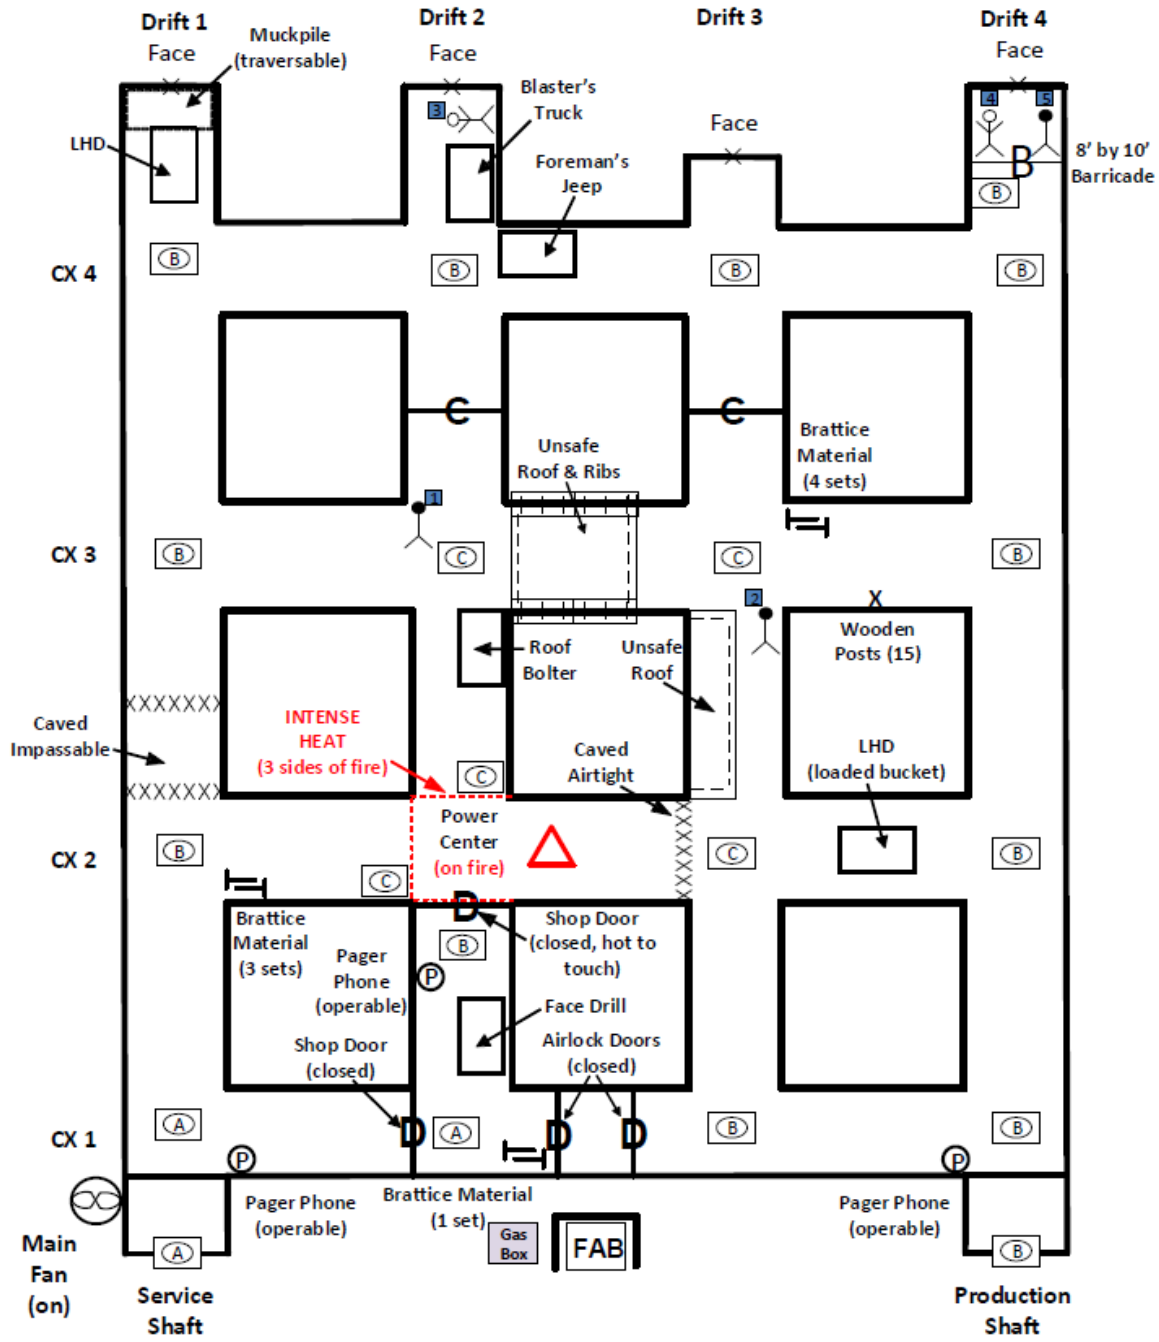 Drift 1
Drift 2
Drift 3
Drift 4
Face
Muckpile
(traversable)
Face
Face
Face
Blaster's
Truck
LHD
3
4
5
Foreman's
Jeep
B
8' by 10'
Barricade
B
CX 4
B
B
B
B
C
C
Unsafe
Roof & Ribs
Brattice
Material
(4 sets)
1
CX 3
B
C
C
B
2
X
Roof
Bolter
Unsafe
Roof
Wooden
Posts (15)
XXXXXXX
Caved
Impassable
INTENSE
HEAT
(3 sides of fire)
Caved
Airtight
LHD
(loaded bucket)
C
XXXXXXX
CX 2
B
Power
Center
(on fire)
C
B
C
D
Brattice
Material
(3 sets)
Shop Door
(closed, hot to
touch)
B
Pager
Phone
(operable)
P
Face Drill
Shop Door
(closed)
Airlock Doors
(closed)
CX 1
A
D
A
D
D
B
B
P
P
Main
Fan
(on)
Pager Phone
(operable)
Brattice Material
(1 set)
Pager Phone
(operable)
Gas
Box
FAB
A
B
Service
Shaft
Production
Shaft